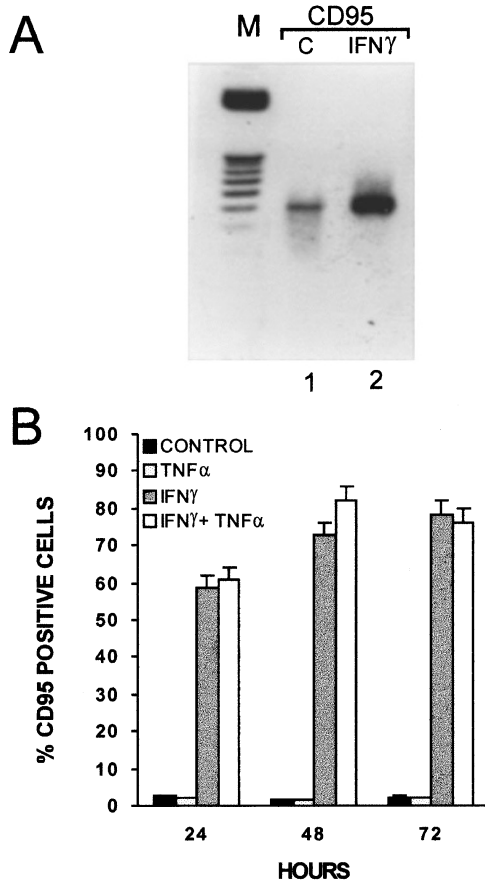 A
M
CD95
C IFNγ
1 2
B
100
90
80
70
60
50
40
30
20
10
0
% CD95 POSITIVE CELLS
CONTROL
TNFα
IFNγ
IFNγ+ TNFα
24 48 72
HOURS